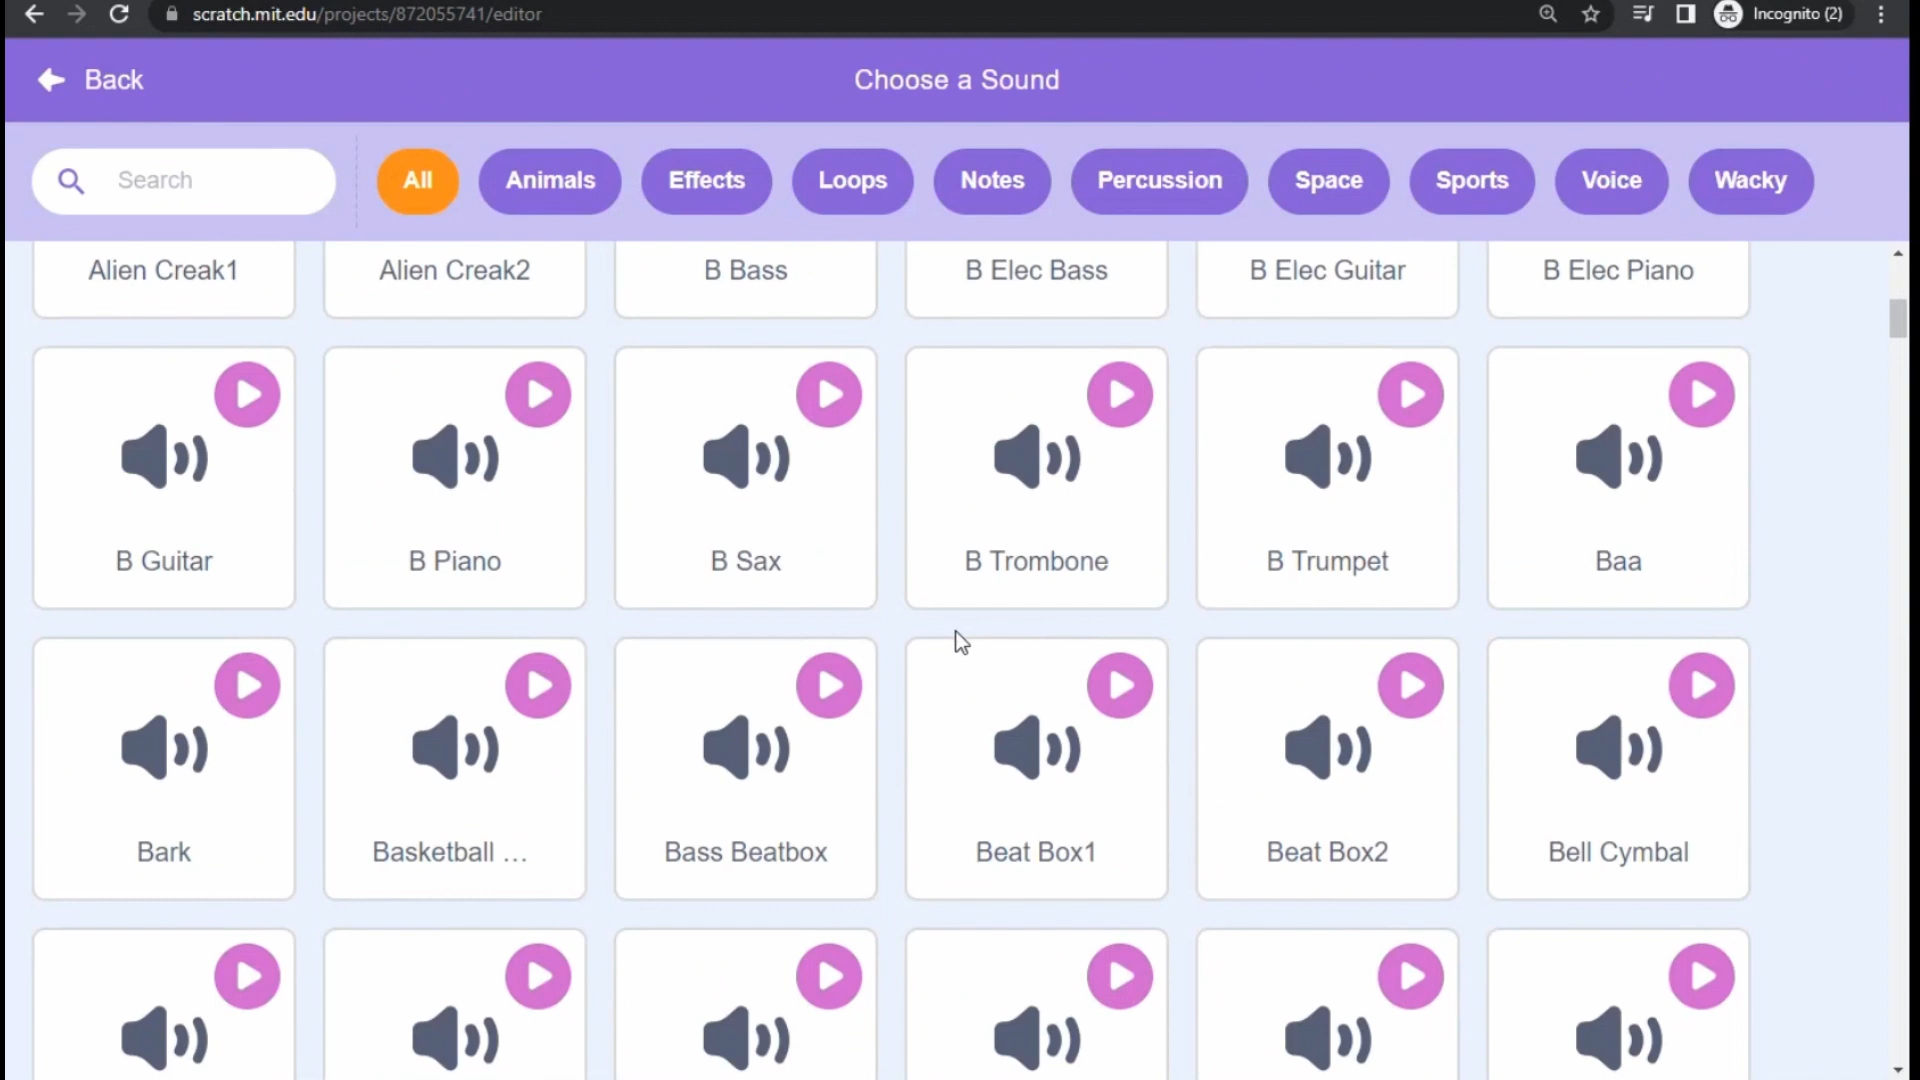 scratch.mit.edu/projects/872055741/editor
Incognito (2)
Back
Choose a Sound
Search
All
Animals
Effects
Loops
Notes
Percussion
Space
Sports
Voice
Wacky
Alien Creak1
Alien Creak2
B Bass
B Elec Bass
B Elec Guitar
B Elec Piano
B Guitar
B Piano
B Sax
B Trombone
B Trumpet
Baa
Bark
Basketball ...
Bass Beatbox
Beat Box1
Beat Box2
Bell Cymbal